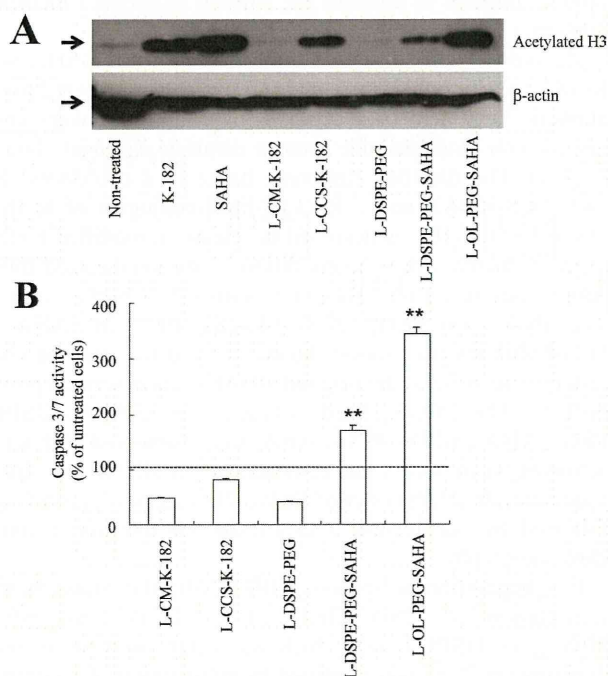 A
Acetylated H3
β-actin
Non-treated
K-182
SAHA
L-CM-K-182
L-CCS-K-182
L-DSPE-PEG
L-DSPE-PEG-SAHA
L-OL-PEG-SAHA
B
Caspase 3/7 activity
(% of untreated cells)
400
300
200
100
0
**
**
L-CM-K-182
L-CCS-K-182
L-DSPE-PEG
L-DSPE-PEG-SAHA
L-OL-PEG-SAHA